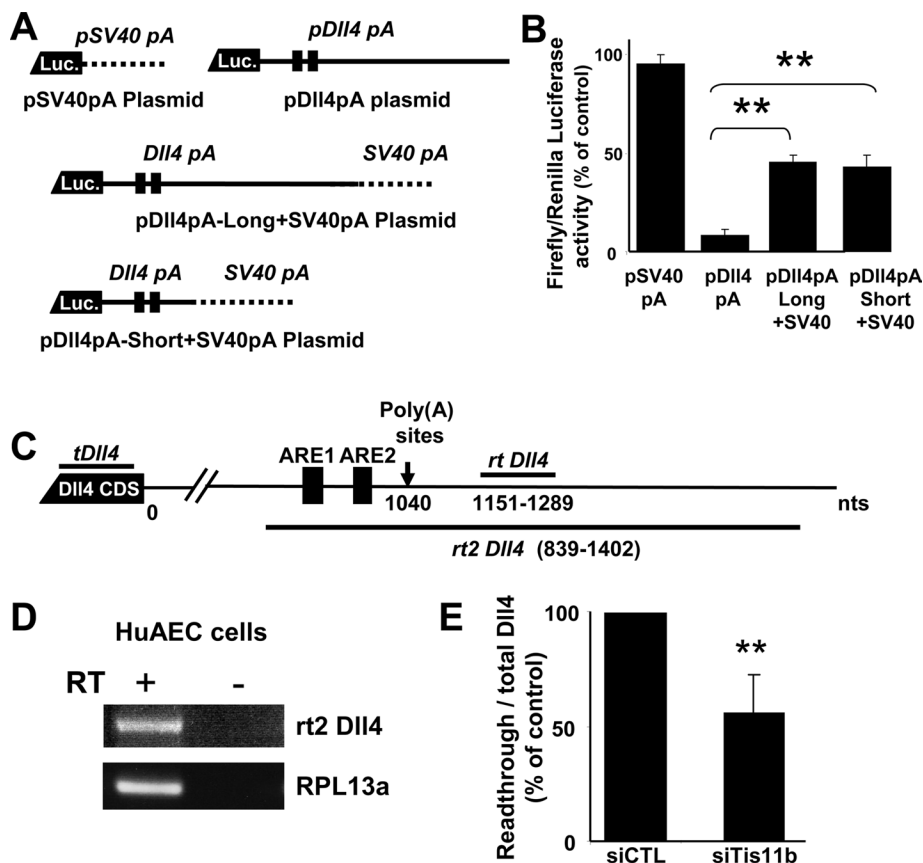 A
pSV40 pA
Luc.
pSV40pA Plasmid
pDll4 pA
Luc.
pDll4pA plasmid
Dll4 pA
SV40 pA
Luc.
pDll4pA-Long+SV40pA Plasmid
Dll4 pA
SV40 pA
Luc.
pDll4pA-Short+SV40pA Plasmid
B
Firefly/Renilla Luciferase
activity (% of control)
100
50
0
**
**
pSV40
pA
pDll4
pA
pDll4pA
Long
+SV40
pDll4pA
Short
+SV40
C
tDll4
Dll4 CDS
0
ARE1
ARE2
Poly(A)
sites
1040
rt Dll4
1151-1289
nts
rt2 Dll4 (839-1402)
D
HuAEC cells
RT + -
rt2 Dll4
RPL13a
E
Readthrough / total Dll4
(% of control)
100
50
0
**
siCTL
siTis11b